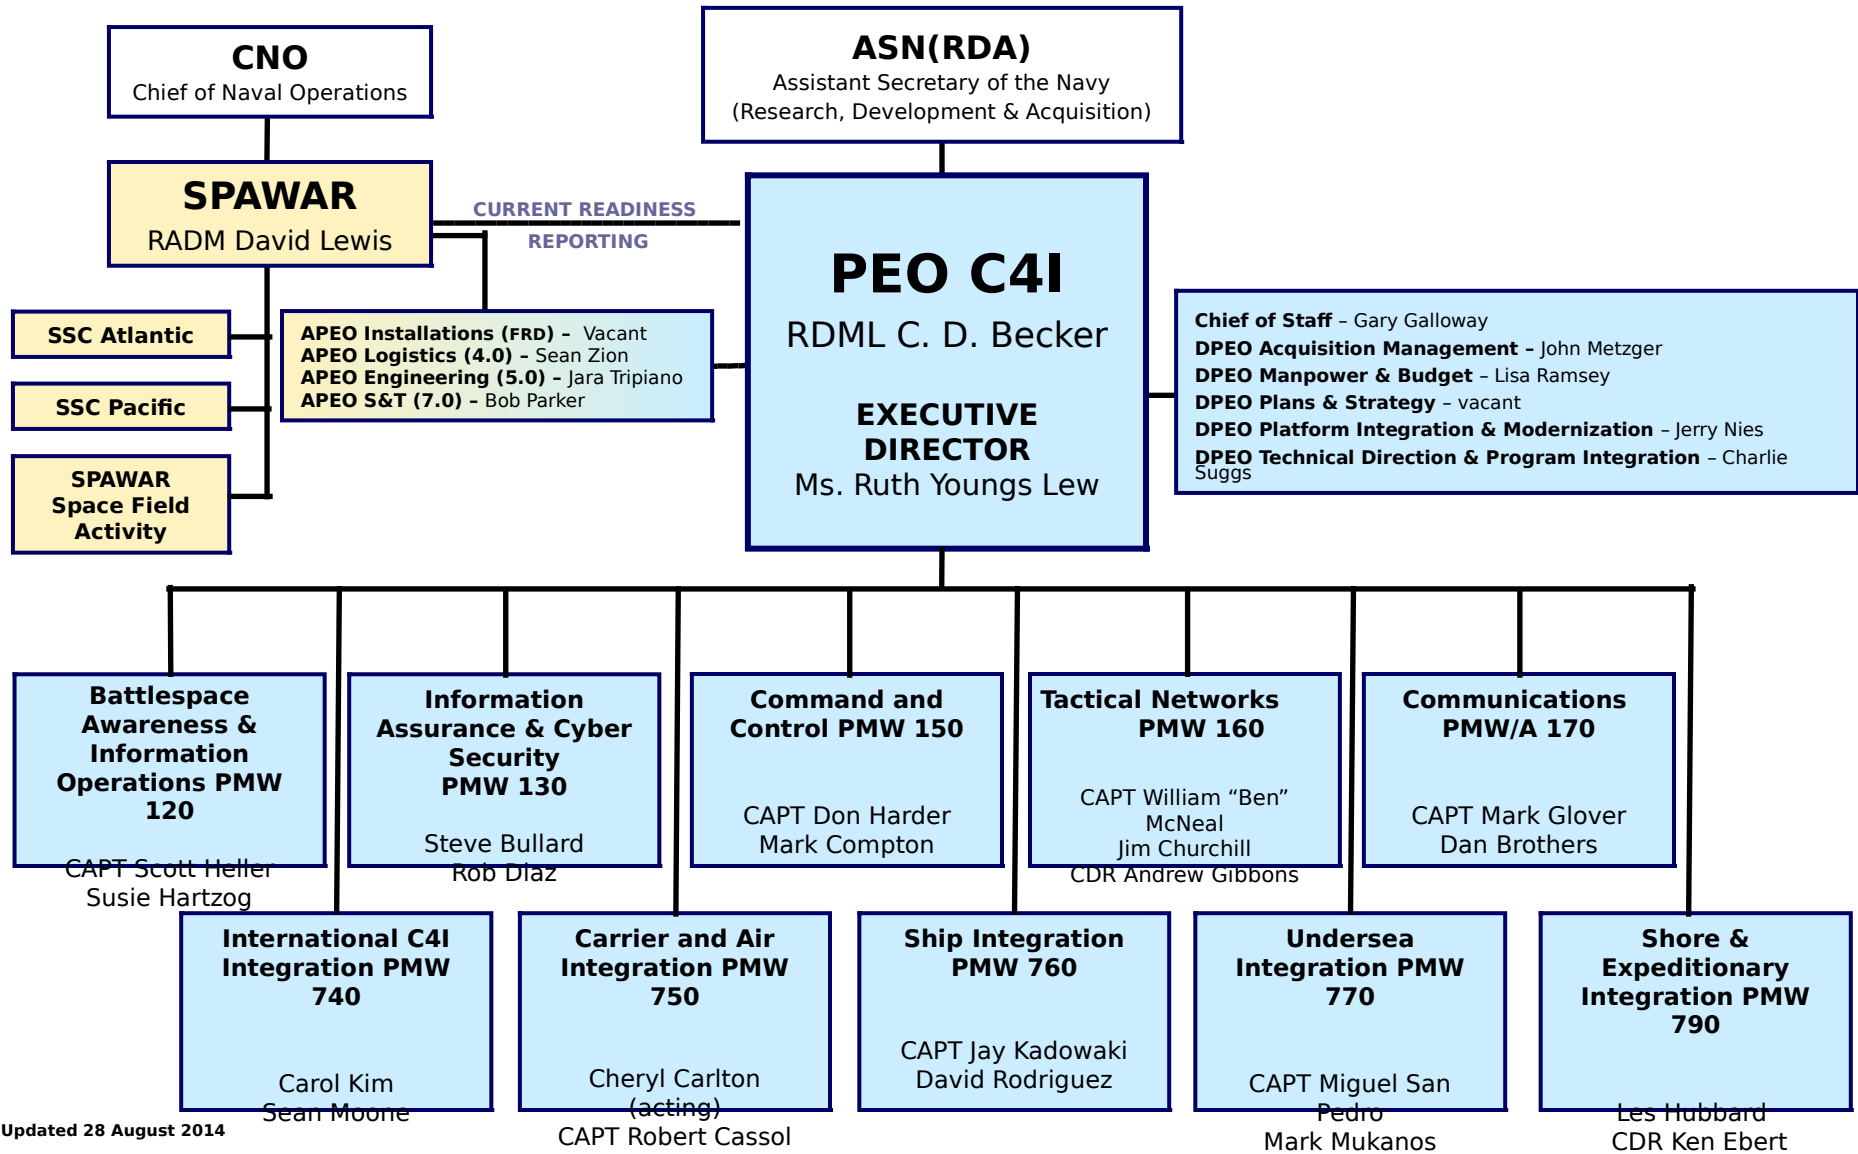 CNO
Chief of Naval Operations
ASN(RDA)
Assistant Secretary of the Navy
(Research, Development & Acquisition)
SPAWAR
RADM David Lewis
CURRENT READINESS
REPORTING
PEO C4I
RDML C. D. Becker
EXECUTIVE
DIRECTOR
Ms. Ruth Youngs Lew
SSC Atlantic
SSC Pacific
SPAWAR
Space Field
Activity
APEO Installations (FRD) – Vacant
APEO Logistics (4.0) – Sean Zion
APEO Engineering (5.0) – Jara Tripiano
APEO S&T (7.0) – Bob Parker
Chief of Staff – Gary Galloway
DPEO Acquisition Management – John Metzger
DPEO Manpower & Budget – Lisa Ramsey
DPEO Plans & Strategy – vacant
DPEO Platform Integration & Modernization – Jerry Nies
DPEO Technical Direction & Program Integration – Charlie
Suggs
Battlespace
Awareness &
Information
Operations PMW
120
CAPT Scott Heller
Susie Hartzog
Information
Assurance & Cyber
Security
PMW 130
Steve Bullard
Rob Diaz
Command and
Control PMW 150
CAPT Don Harder
Mark Compton
Tactical Networks
PMW 160
CAPT William “Ben”
McNeal
Jim Churchill
CDR Andrew Gibbons
Communications
PMW/A 170
CAPT Mark Glover
Dan Brothers
International C4I
Integration PMW
740
Carol Kim
Sean Moone
Carrier and Air
Integration PMW
750
Cheryl Carlton
(acting)
CAPT Robert Cassol
Ship Integration
PMW 760
CAPT Jay Kadowaki
David Rodriguez
Undersea
Integration PMW
770
CAPT Miguel San
Pedro
Mark Mukanos
Shore &
Expeditionary
Integration PMW
790
Les Hubbard
CDR Ken Ebert
Updated 28 August 2014